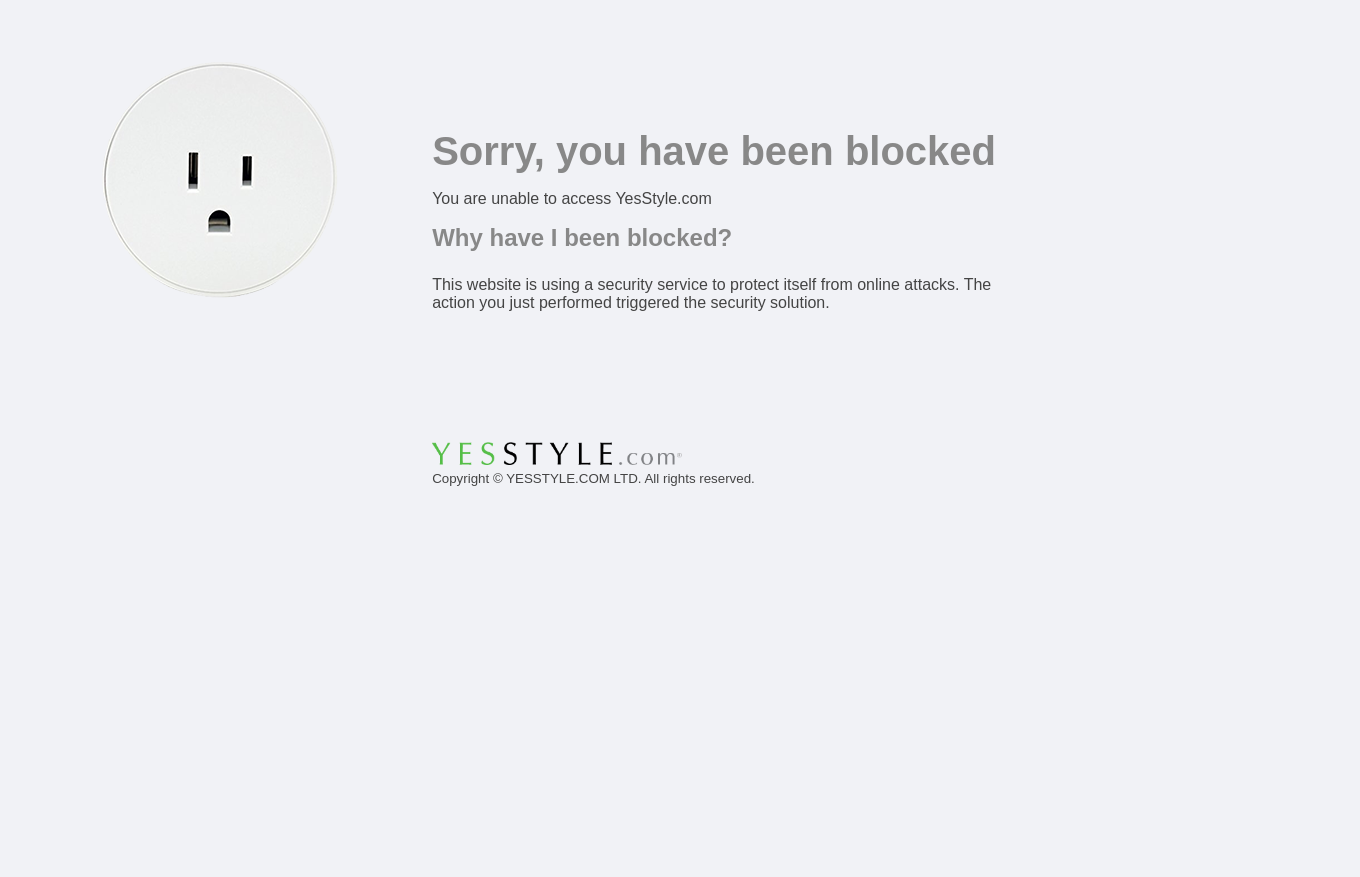 Sorry, you have been blocked
You are unable to access YesStyle.com
Why have I been blocked?
This website is using a security service to protect itself from online attacks. The
action you just performed triggered the security solution.
YESSTYLE.com®
Copyright © YESSTYLE.COM LTD. All rights reserved.